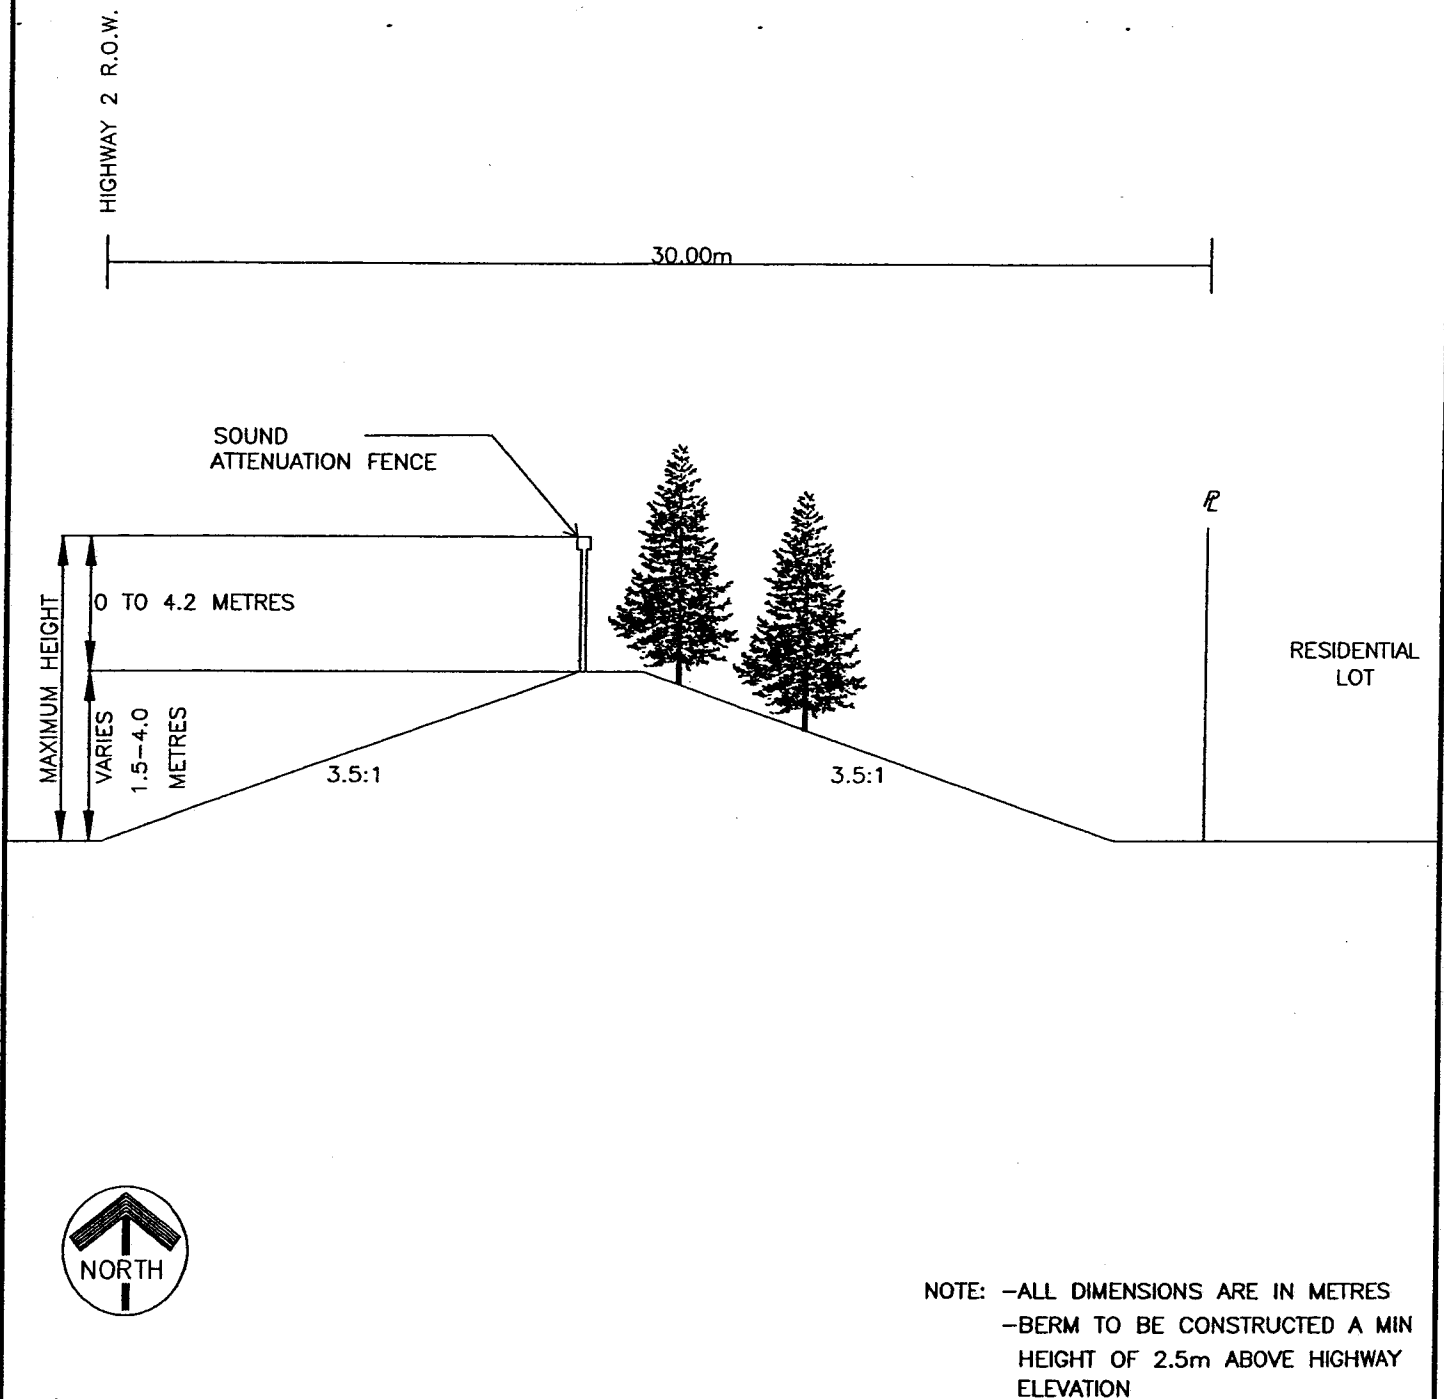 HIGHWAY 2 R.O.W.
30.00m
SOUND
ATTENUATION FENCE
PL
MAXIMUM HEIGHT
0 TO 4.2 METRES
VARIES
1.5-4.0
METRES
3.5:1
3.5:1
RESIDENTIAL
LOT
NORTH
NOTE: -ALL DIMENSIONS ARE IN METRES
-BERM TO BE CONSTRUCTED A MIN
HEIGHT OF 2.5m ABOVE HIGHWAY
ELEVATION